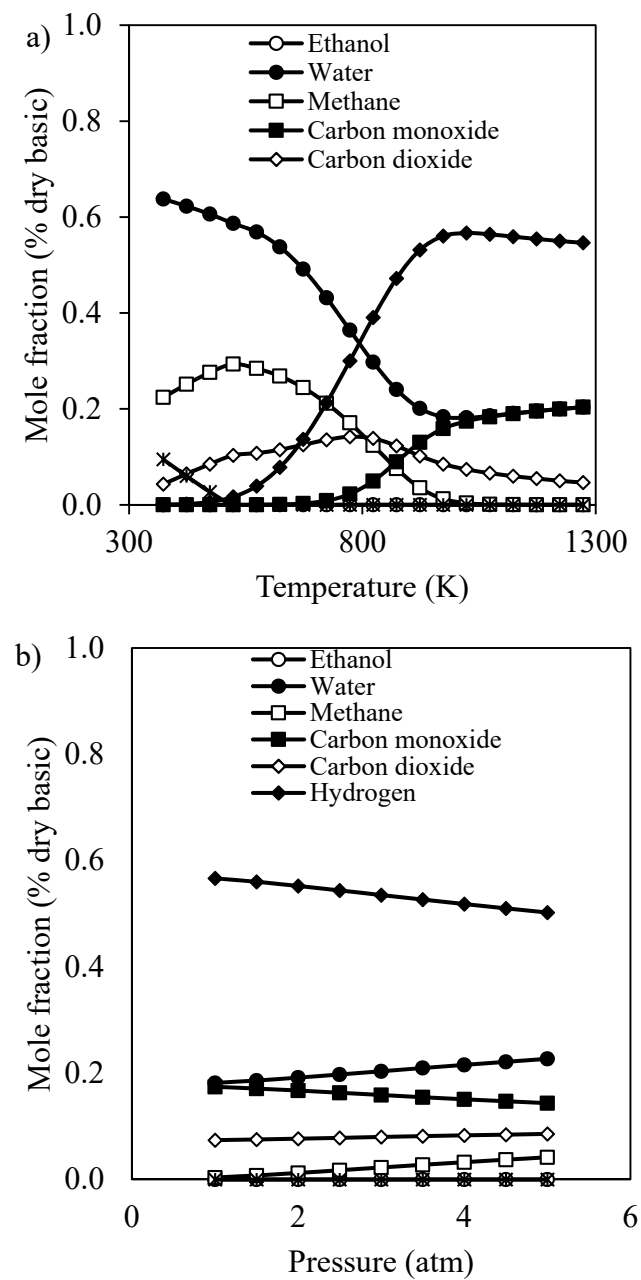 a)
1.0
0.8
0.6
0.4
0.2
0.0
Mole fraction (% dry basic)
Ethanol
Water
Methane
Carbon monoxide
Carbon dioxide
300
800
1300
Temperature (K)
b)
1.0
0.8
0.6
0.4
0.2
0.0
Mole fraction (% dry basic)
Ethanol
Water
Methane
Carbon monoxide
Carbon dioxide
Hydrogen
0
2
4
6
Pressure (atm)